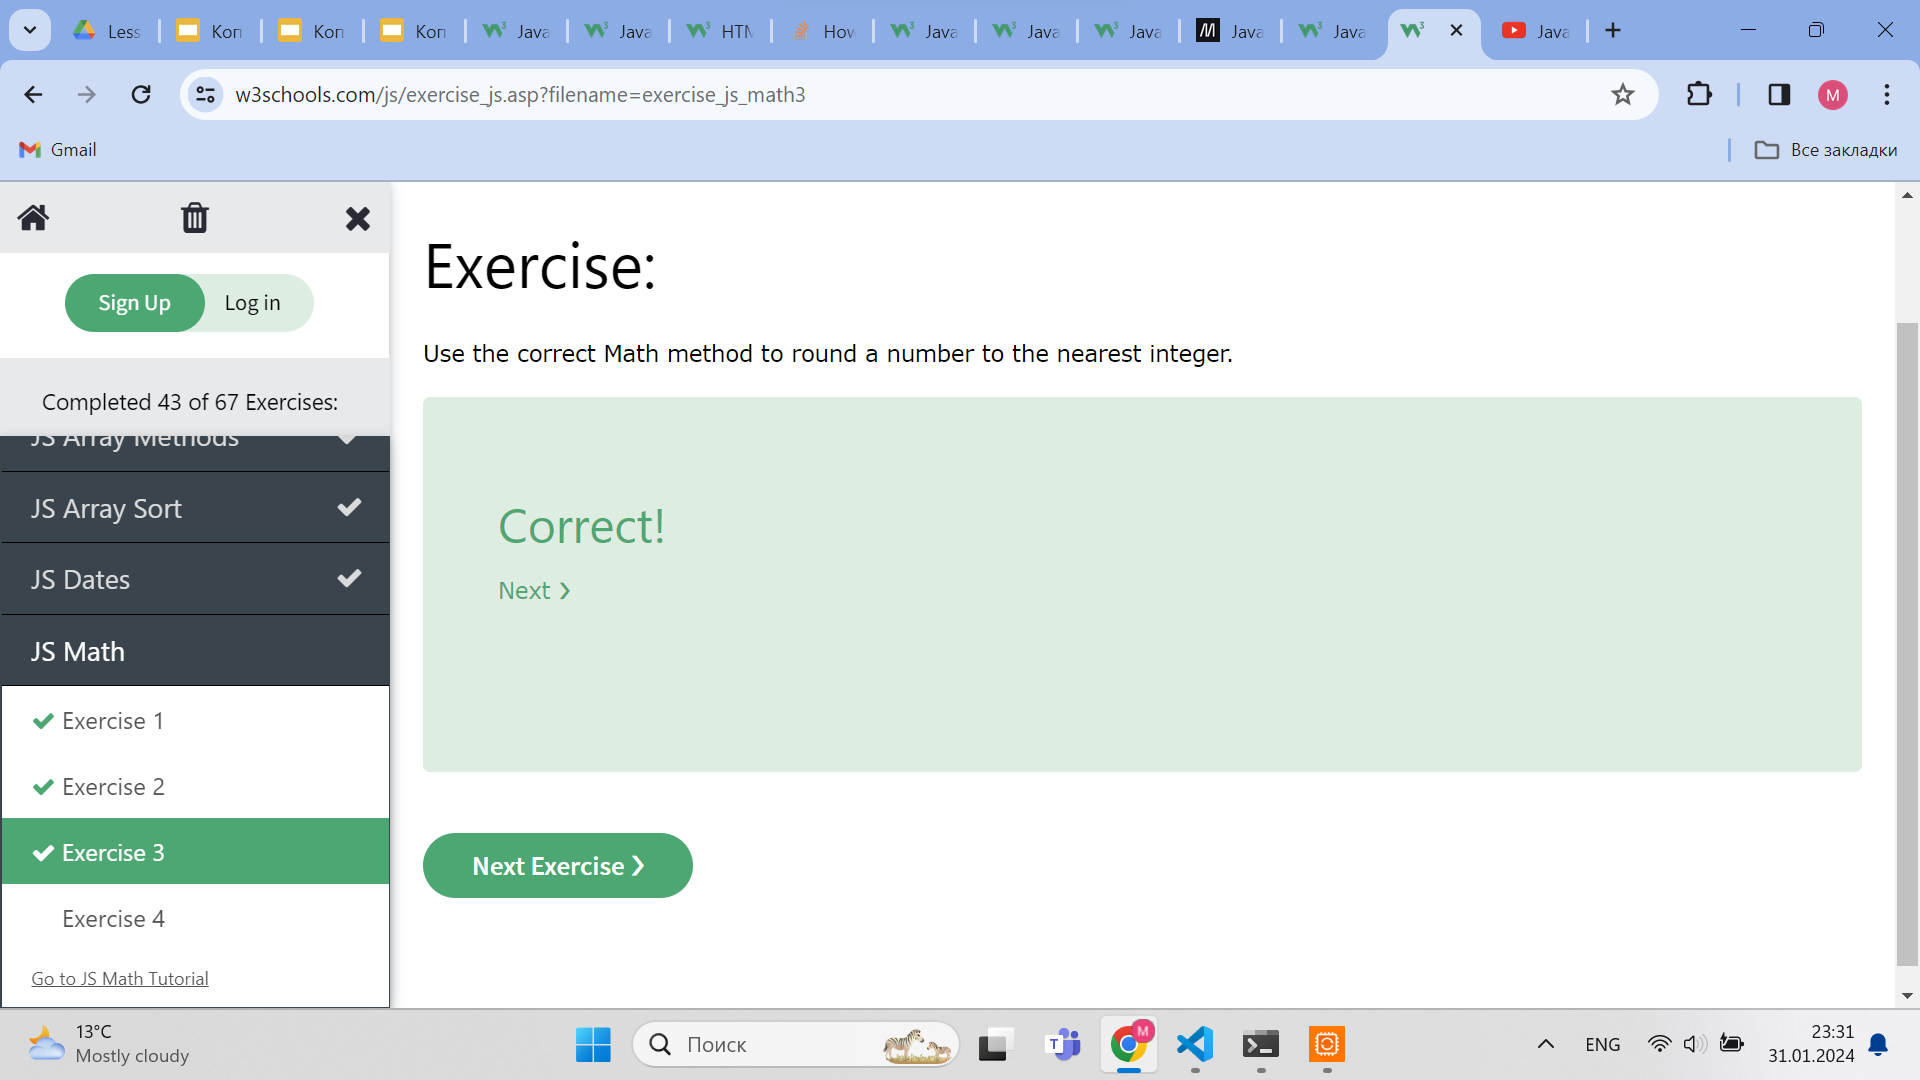 Less
Kon
Kon
Kon
Java
Java
HTM
How
Java
Java
Java
Java
Java
Java
w3schools.com/js/exercise_js.asp?filename=exercise_js_math3
M
Gmail
Все закладки
Sign Up
Log in
Completed 43 of 67 Exercises:
JS Array Methods
JS Array Sort
JS Dates
JS Math
Exercise 1
Exercise 2
Exercise 3
Exercise 4
Go to JS Math Tutorial
Exercise:
Use the correct Math method to round a number to the nearest integer.
Correct!
Next ❯
Next Exercise ❯
13°C
Mostly cloudy
Поиск
ENG
23:31
31.01.2024